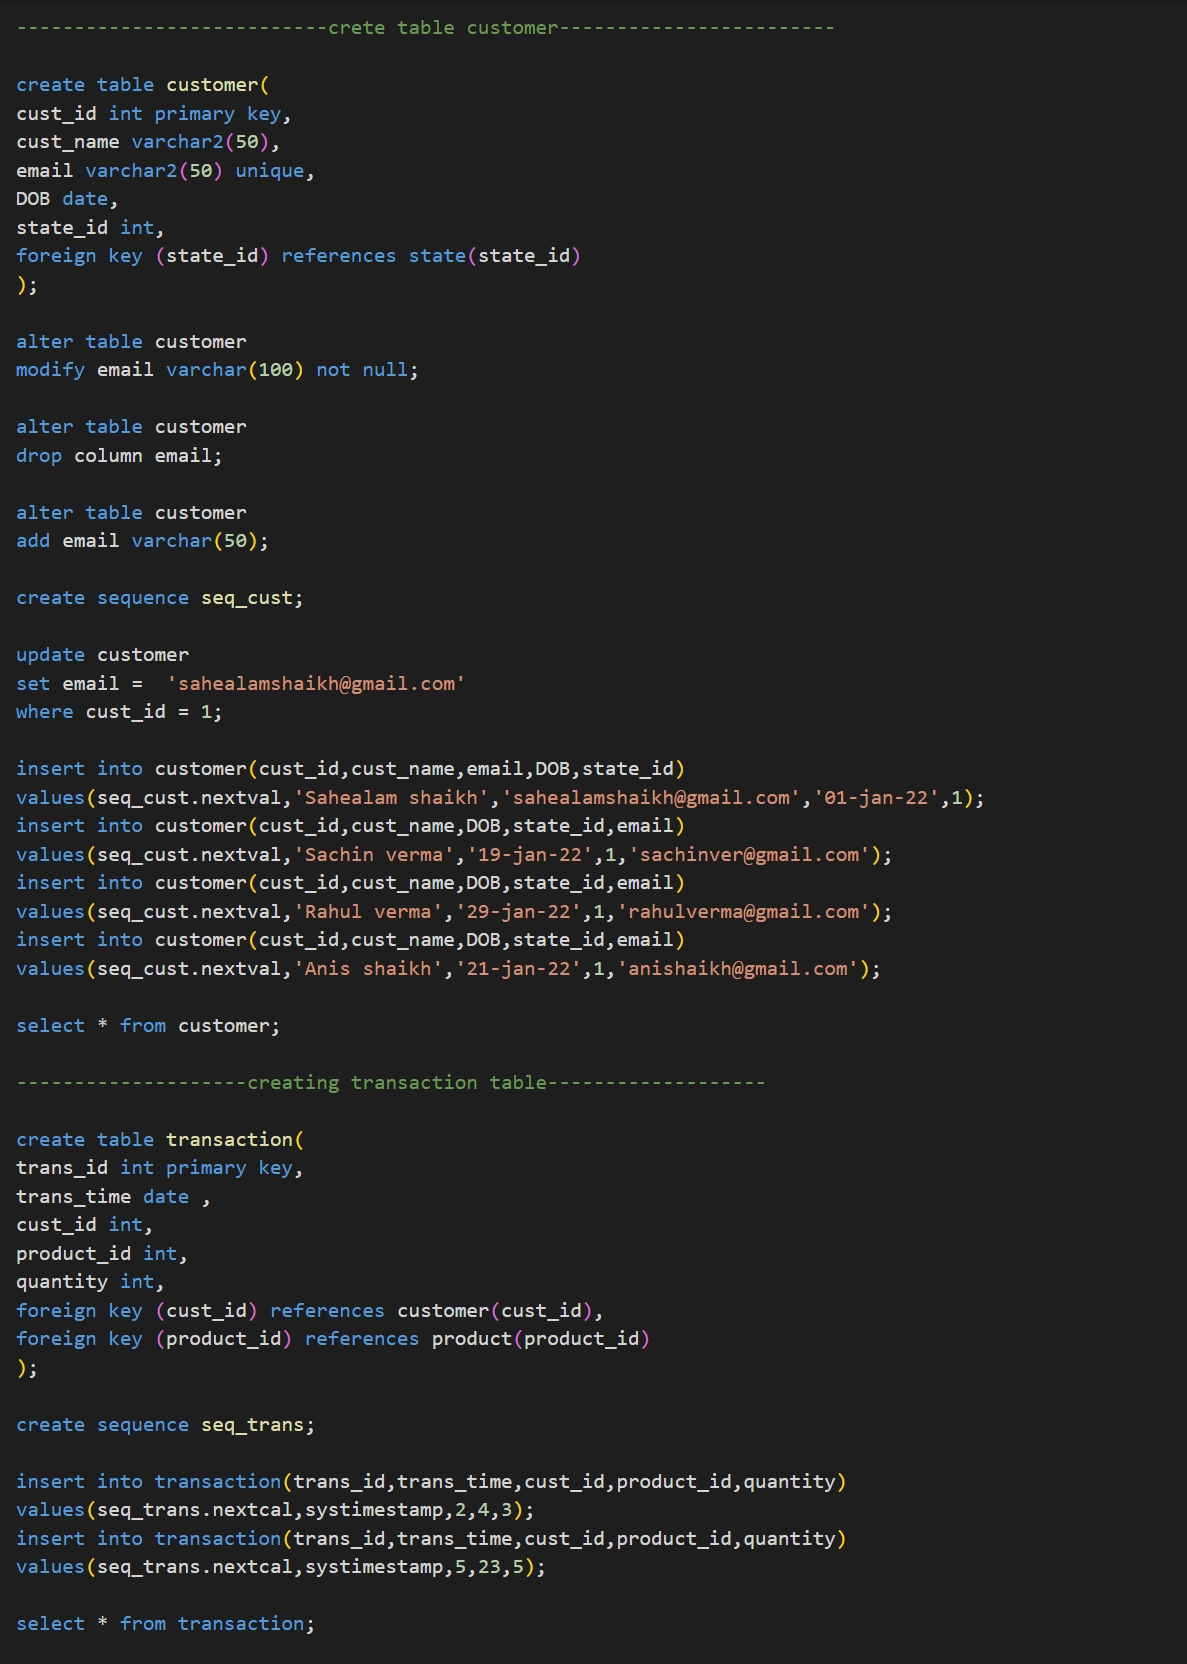 ---------------------------crete table customer------------------------
create table customer(
cust_id int primary key,
cust_name varchar2(50),
email varchar2(50) unique,
DOB date,
state_id int,
foreign key (state_id) references state(state_id)
);
alter table customer
modify email varchar(100) not null;
alter table customer
drop column email;
alter table customer
add email varchar(50);
create sequence seq_cust;
update customer
set email =  'sahealamshaikh@gmail.com'
where cust_id = 1;
insert into customer(cust_id,cust_name,email,DOB,state_id)
values(seq_cust.nextval,'Sahealam shaikh','sahealamshaikh@gmail.com','01-jan-22',1);
insert into customer(cust_id,cust_name,DOB,state_id,email)
values(seq_cust.nextval,'Sachin verma','19-jan-22',1,'sachinver@gmail.com');
insert into customer(cust_id,cust_name,DOB,state_id,email)
values(seq_cust.nextval,'Rahul verma','29-jan-22',1,'rahulverma@gmail.com');
insert into customer(cust_id,cust_name,DOB,state_id,email)
values(seq_cust.nextval,'Anis shaikh','21-jan-22',1,'anishaikh@gmail.com');
select * from customer;
--------------------creating transaction table-------------------
create table transaction(
trans_id int primary key,
trans_time date ,
cust_id int,
product_id int,
quantity int,
foreign key (cust_id) references customer(cust_id),
foreign key (product_id) references product(product_id)
);
create sequence seq_trans;
insert into transaction(trans_id,trans_time,cust_id,product_id,quantity)
values(seq_trans.nextcal,systimestamp,2,4,3);
insert into transaction(trans_id,trans_time,cust_id,product_id,quantity)
values(seq_trans.nextcal,systimestamp,5,23,5);
select * from transaction;